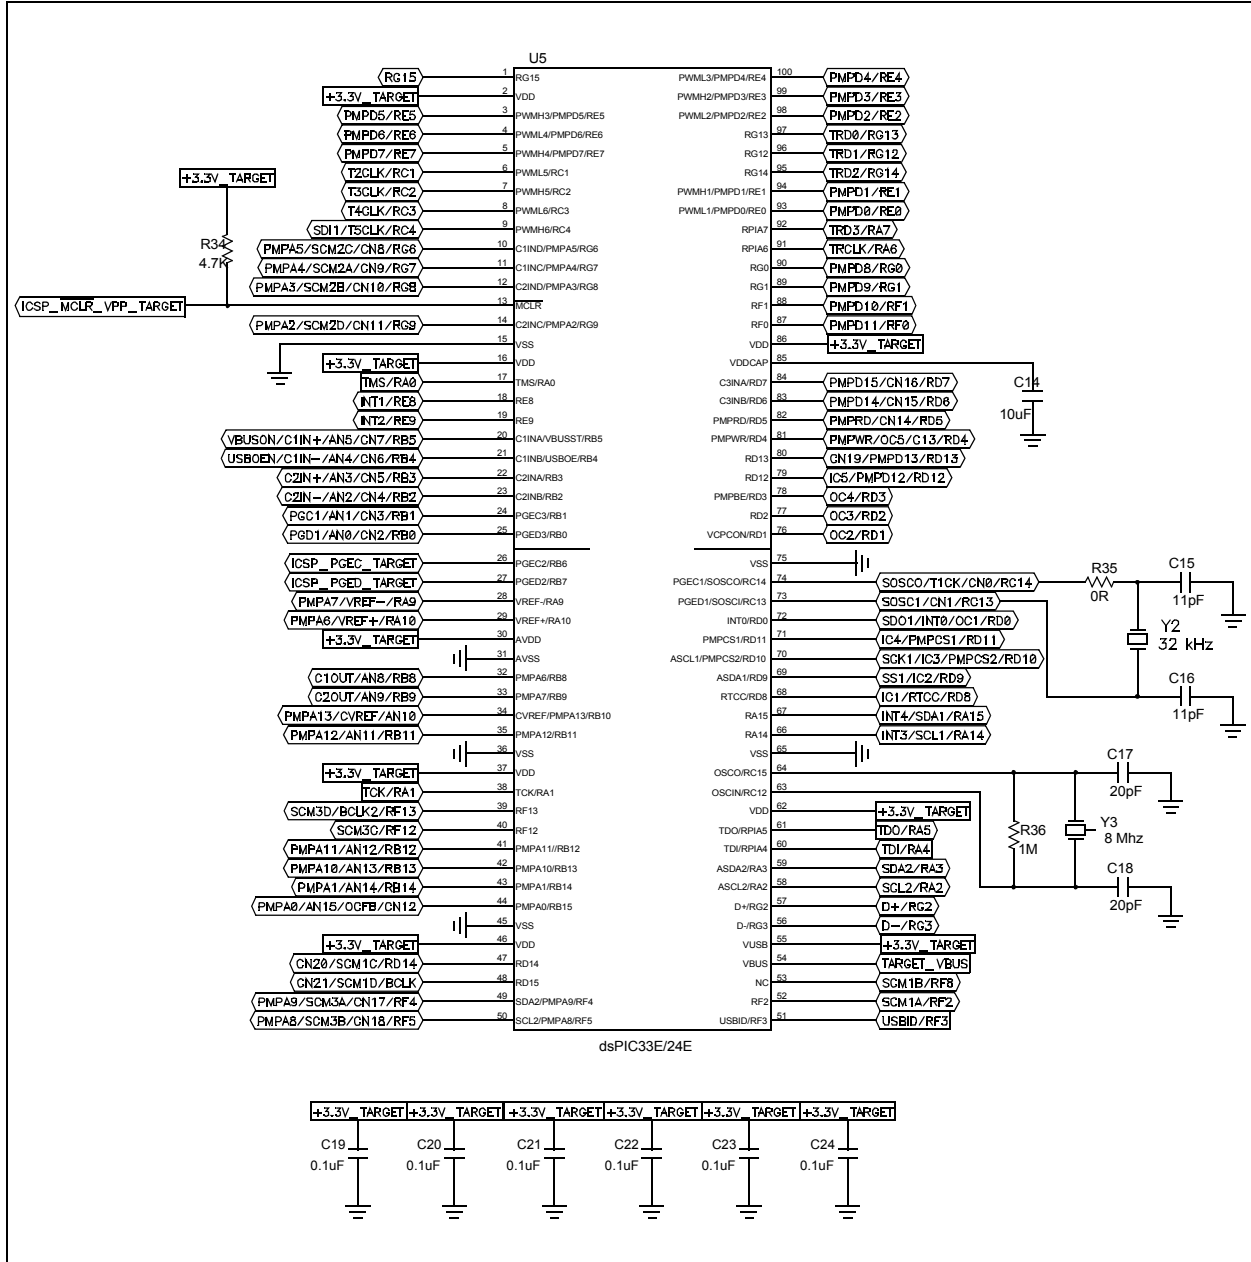 U5
RG15 1 RG15 PWML3/PMPD4/RE4 100 PMPD4/RE4
+3.3V_TARGET 2 VDD PWMH2/PMPD3/RE3 99 PMPD3/RE3
PMPD5/RE5 3 PWMH3/PMPD5/RE5 PWML2/PMPD2/RE2 98 PMPD2/RE2
PMPD6/RE6 4 PWML4/PMPD6/RE6 RG13 97 TRD0/RG13
PMPD7/RE7 5 PWMH4/PMPD7/RE7 RG12 96 TRD1/RG12
+3.3V_TARGET T2CLK/RC1 6 PWML5/RC1 RG14 95 TRD2/RG14
T3CLK/RC2 7 PWMH5/RC2 PWMH1/PMPD1/RE1 94 PMPD1/RE1
T4CLK/RC3 8 PWML6/RC3 PWML1/PMPD0/RE0 93 PMPD0/RE0
SDI1/T5CLK/RC4 9 PWMH6/RC4 RPIA7 92 TRD3/RA7
R34 PMPA5/SCM2C/CN8/RG6 10 C1IND/PMPA5/RG6 RPIA6 91 TRCLK/RA6
4.7K PMPA4/SCM2A/CN9/RG7 11 C1INC/PMPA4/RG7 RG0 90 PMPD8/RG0
PMPA3/SCM2B/CN10/RG8 12 C2IND/PMPA3/RG8 RG1 89 PMPD9/RG1
ICSP_MCLR_VPP_TARGET 13 MCLR RF1 88 PMPD10/RF1
PMPA2/SCM2D/CN11/RG9 14 C2INC/PMPA2/RG9 RF0 87 PMPD11/RF0
15 VSS VDD 86 +3.3V_TARGET
+3.3V_TARGET 16 VDD VDDCAP 85
TMS/RA0 17 TMS/RA0 C3INA/RD7 84 PMPD15/CN16/RD7 C14
INT1/RE8 18 RE8 C3INB/RD6 83 PMPD14/CN15/RD6
INT2/RE9 19 RE9 PMPRD/RD5 82 PMPRD/CN14/RD5 10uF
VBUSON/C1IN+/AN5/CN7/RB5 20 C1INA/VBUSST/RB5 PMPWR/RD4 81 PMPWR/OC5/C13/RD4
USBOEN/C1IN-/AN4/CN6/RB4 21 C1INB/USBOE/RB4 RD13 80 CN19/PMPD13/RD13
C2IN+/AN3/CN5/RB3 22 C2INA/RB3 RD12 79 IC5/PMPD12/RD12
C2IN-/AN2/CN4/RB2 23 C2INB/RB2 PMPBE/RD3 78 OC4/RD3
PGC1/AN1/CN3/RB1 24 PGEC3/RB1 RD2 77 OC3/RD2
PGD1/AN0/CN2/RB0 25 PGED3/RB0 VCPCON/RD1 76 OC2/RD1
ICSP_PGEC_TARGET 26 PGEC2/RB6 VSS 75
ICSP_PGED_TARGET 27 PGED2/RB7 PGEC1/SOSCO/RC14 74 SOSCO/T1CK/CN0/RC14 R35 0R C15 11pF
PMPA7/VREF-/RA9 28 VREF-/RA9 PGED1/SOSCI/RC13 73 SOSC1/CN1/RC13
PMPA6/VREF+/RA10 29 VREF+/RA10 INT0/RD0 72 SDO1/INT0/OC1/RD0 Y2
+3.3V_TARGET 30 AVDD PMPCS1/RD11 71 IC4/PMPCS1/RD11 32 kHz
31 AVSS ASCL1/PMPCS2/RD10 70 SCK1/IC3/PMPCS2/RD10
C1OUT/AN8/RB8 32 PMPA6/RB8 ASDA1/RD9 69 SS1/IC2/RD9 C16
C2OUT/AN9/RB9 33 PMPA7/RB9 RTCC/RD8 68 IC1/RTCC/RD8
PMPA13/CVREF/AN10 34 CVREF/PMPA13/RB10 RA15 67 INT4/SDA1/RA15 11pF
PMPA12/AN11/RB11 35 PMPA12/RB11 RA14 66 INT3/SCL1/RA14
36 VSS VSS 65
+3.3V_TARGET 37 VDD OSCO/RC15 64 C17
TCK/RA1 38 TCK/RA1 OSCIN/RC12 63 20pF
SCM3D/BCLK2/RF13 39 RF13 VDD 62 +3.3V_TARGET
SCM3C/RF12 40 RF12 TDO/RPIA5 61 TDO/RA5 R36 Y3
PMPA11/AN12/RB12 41 PMPA11//RB12 TDI/RPIA4 60 TDI/RA4 1M 8 Mhz
PMPA10/AN13/RB13 42 PMPA10/RB13 ASDA2/RA3 59 SDA2/RA3 C18
PMPA1/AN14/RB14 43 PMPA1/RB14 ASCL2/RA2 58 SCL2/RA2
PMPA0/AN15/OCFB/CN12 44 PMPA0/RB15 D+/RG2 57 D+/RG2 20pF
45 VSS D-/RG3 56 D-/RG3
+3.3V_TARGET 46 VDD VUSB 55 +3.3V_TARGET
CN20/SCM1C/RD14 47 RD14 VBUS 54 TARGET_VBUS
CN21/SCM1D/BCLK 48 RD15 NC 53 SCM1B/RF8
PMPA9/SCM3A/CN17/RF4 49 SDA2/PMPA9/RF4 RF2 52 SCM1A/RF2
PMPA8/SCM3B/CN18/RF5 50 SCL2/PMPA8/RF5 USBID/RF3 51 USBID/RF3
dsPIC33E/24E
+3.3V_TARGET +3.3V_TARGET +3.3V_TARGET +3.3V_TARGET +3.3V_TARGET +3.3V_TARGET
C19 C20 C21 C22 C23 C24
0.1uF 0.1uF 0.1uF 0.1uF 0.1uF 0.1uF